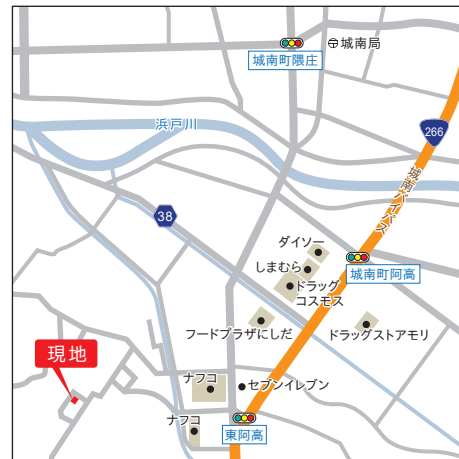 城南局
城南町隈庄
266
浜戸川
城南バイパス
38
ダイソー
しまむら
城南町阿高
ドラッグ
コスモス
フードプラザにしだ
ドラッグストアモリ
現地
ナフコ
セブンイレブン
ナフコ
東阿高